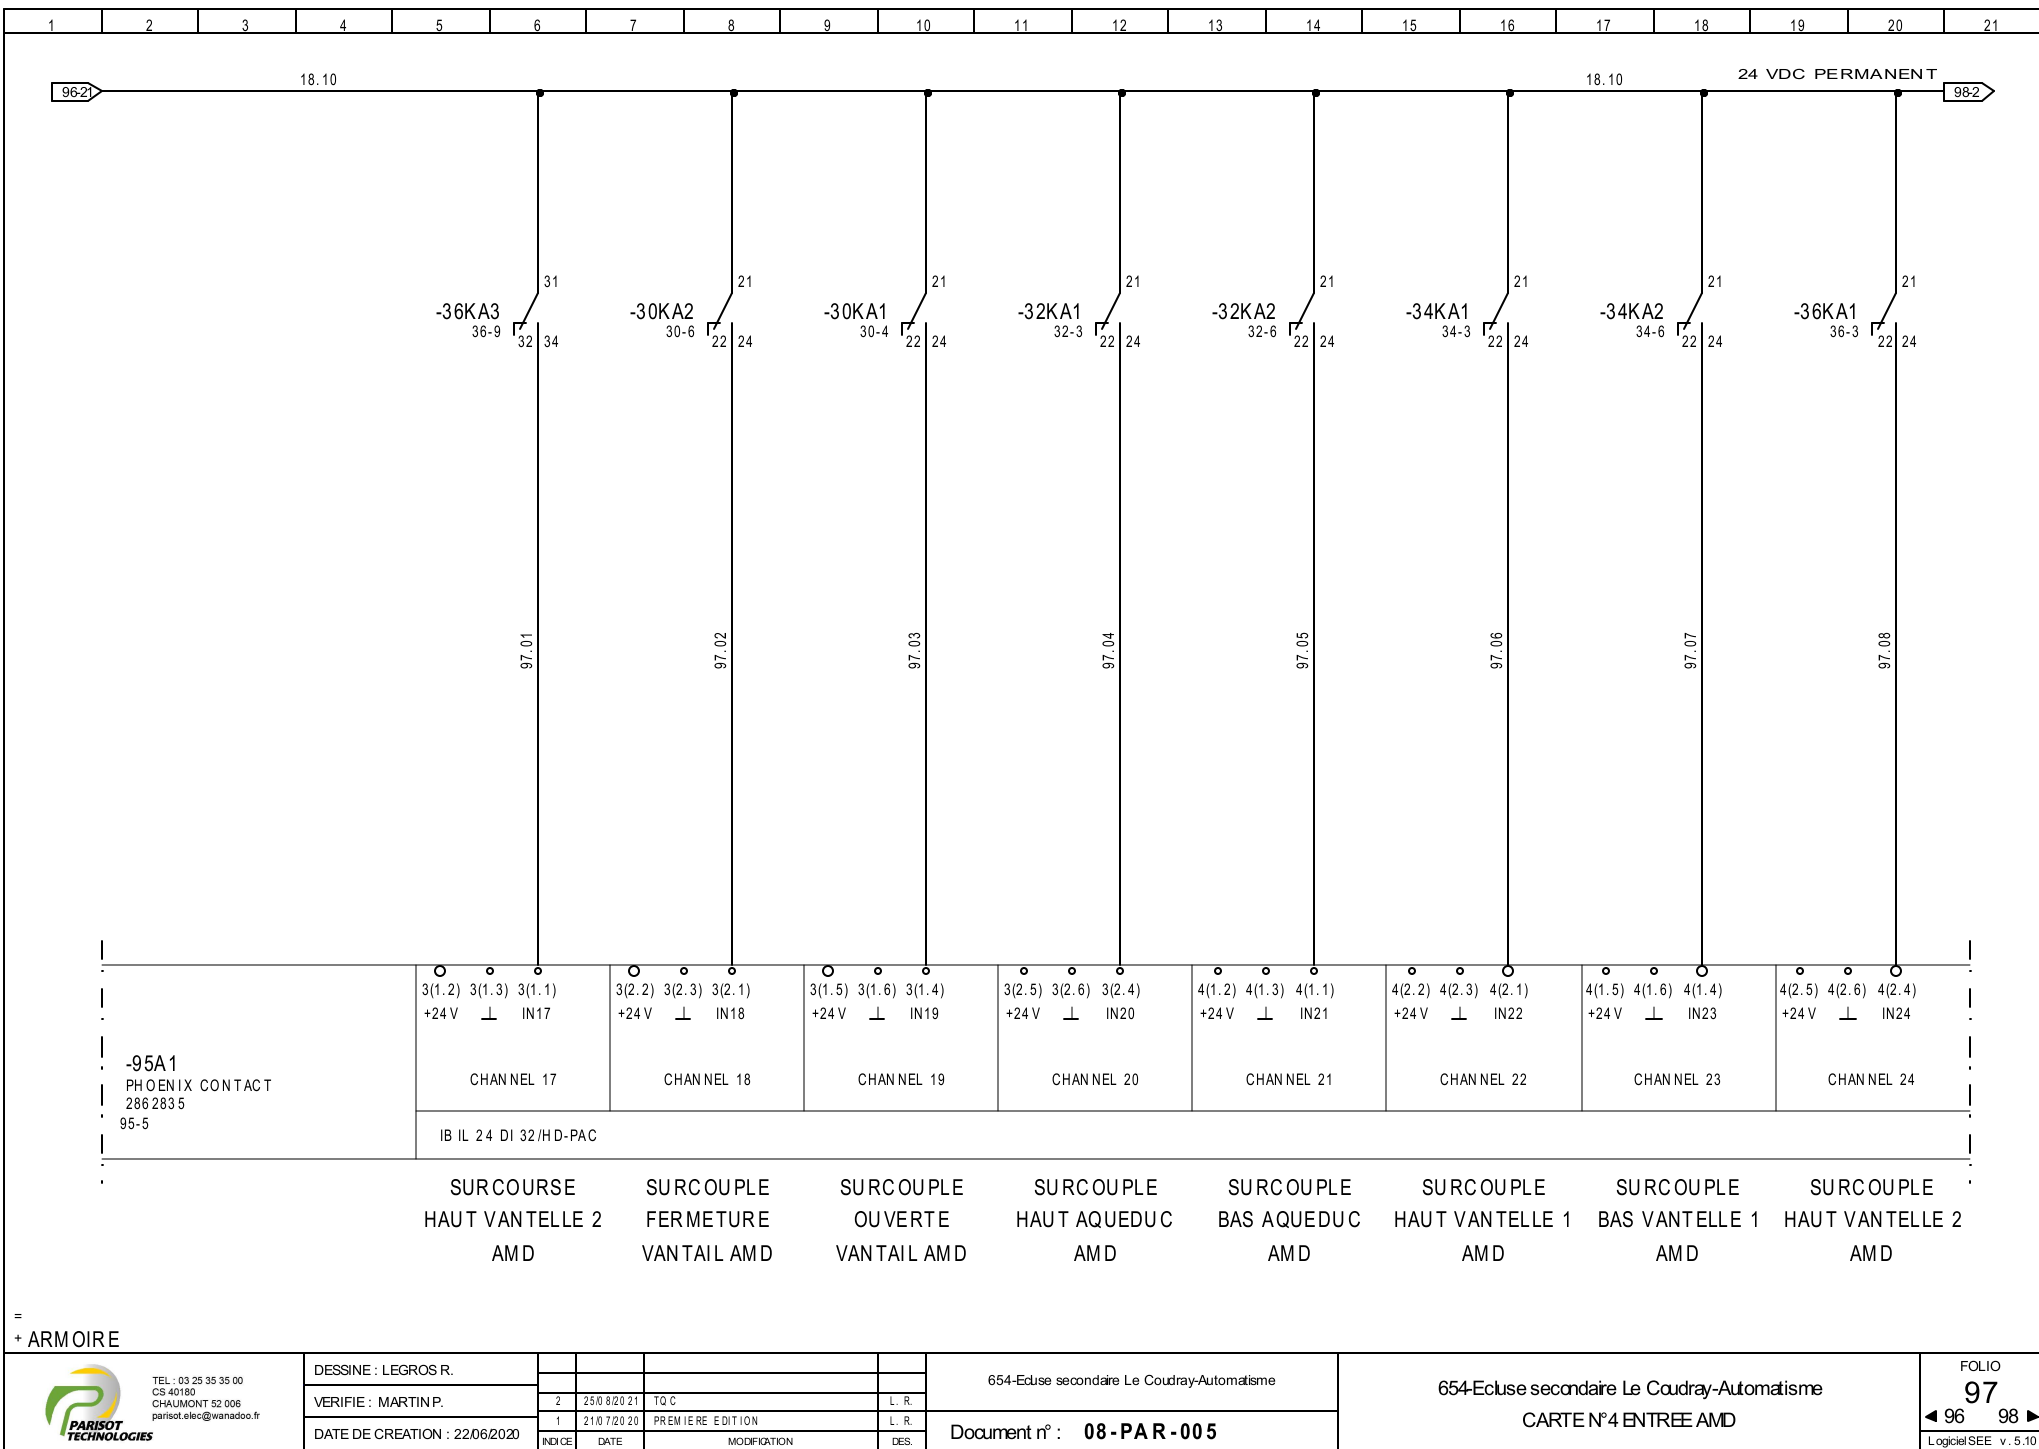 1 2 3 4 5 6 7 8 9 10 11 12 13 14 15 16 17 18 19 20 21
24 VDC PERMANENT
18.10 18.10
96-21 98-2
31 21 21 21 21 21 21 21
-36KA3 -30KA2 -30KA1 -32KA1 -32KA2 -34KA1 -34KA2 -36KA1
36-9 30-6 30-4 32-3 32-6 34-3 34-6 36-3
32 34 22 24 22 24 22 24 22 24 22 24 22 24 22 24
97.01 97.02 97.03 97.04 97.05 97.06 97.07 97.08
3(1.2) 3(1.3) 3(1.1) 3(2.2) 3(2.3) 3(2.1) 3(1.5) 3(1.6) 3(1.4) 3(2.5) 3(2.6) 3(2.4) 4(1.2) 4(1.3) 4(1.1) 4(2.2) 4(2.3) 4(2.1) 4(1.5) 4(1.6) 4(1.4) 4(2.5) 4(2.6) 4(2.4)
+24V IN17 +24V IN18 +24V IN19 +24V IN20 +24V IN21 +24V IN22 +24V IN23 +24V IN24
-95A1
PHOENIX CONTACT
2862835
95-5
CHANNEL 17 CHANNEL 18 CHANNEL 19 CHANNEL 20 CHANNEL 21 CHANNEL 22 CHANNEL 23 CHANNEL 24
IB IL 24 DI 32/HD-PAC
SURCOURSE
HAUT VANTELLE 2
AMD
SURCOUPLE
FERMETURE
VANTAIL AMD
SURCOUPLE
OUVERTE
VANTAIL AMD
SURCOUPLE
HAUT AQUEDUC
AMD
SURCOUPLE
BAS AQUEDUC
AMD
SURCOUPLE
HAUT VANTELLE 1
AMD
SURCOUPLE
BAS VANTELLE 1
AMD
SURCOUPLE
HAUT VANTELLE 2
AMD
=
+ ARMOIRE
PARISOT
TECHNOLOGIES
TEL : 03 25 35 35 00
CS 40180
CHAUMONT 52 006
parisot.elec@wanadoo.fr
DESSINE : LEGROS R.
VERIFIE : MARTIN P.
DATE DE CREATION : 22/06/2020
2 25/08/2021 TQC L. R.
1 21/07/2020 PREMIERE EDITION L. R.
INDICE DATE MODIFICATION DES.
654-Ecluse secondaire Le Coudray-Automatisme
Document n° : 08-PAR-005
654-Ecluse secondaire Le Coudray-Automatisme
CARTE N°4 ENTREE AMD
FOLIO
97
◄ 96 98 ►
Logiciel SEE v. 5.10